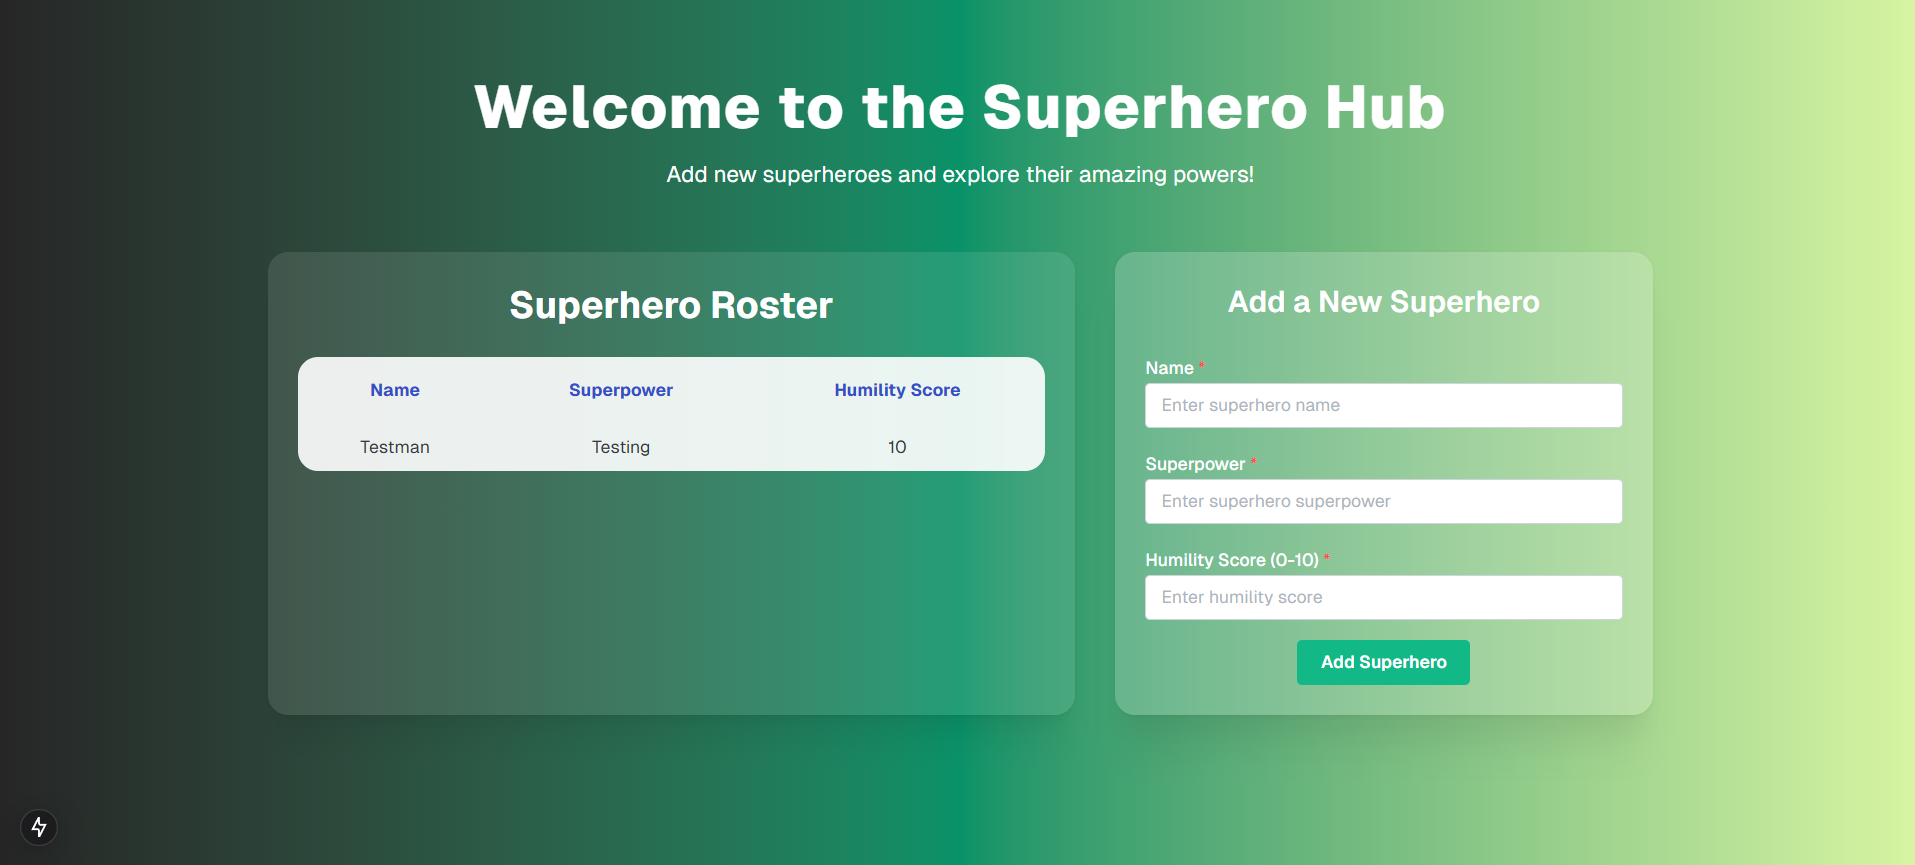 Welcome to the Superhero Hub
Add new superheroes and explore their amazing powers!
Superhero Roster
Name Superpower Humility Score
Testman Testing 10
Add a New Superhero
Name *
Enter superhero name
Superpower *
Enter superhero superpower
Humility Score (0-10) *
Enter humility score
Add Superhero